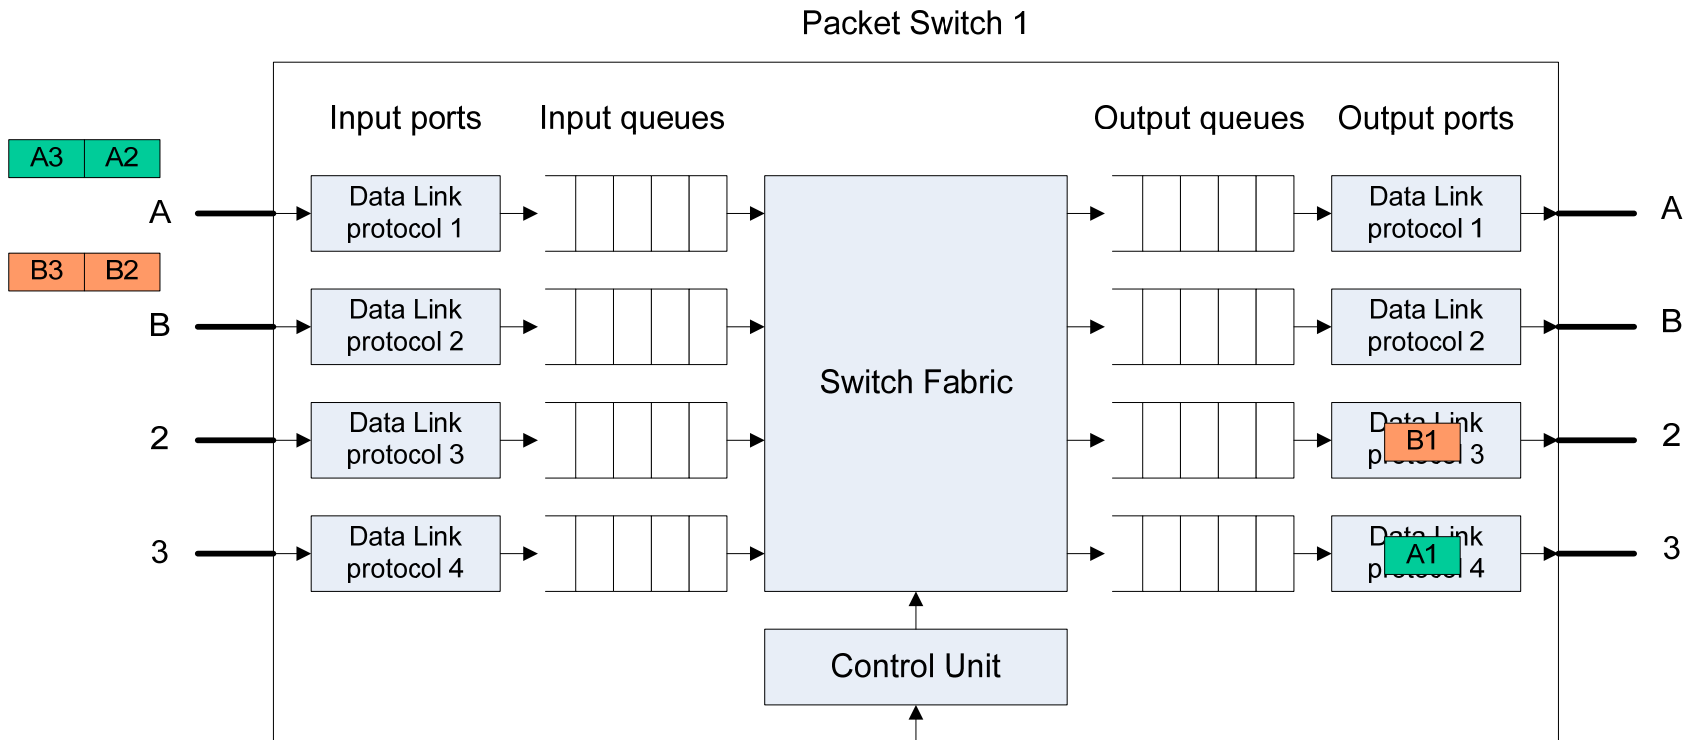 Packet Switch 1
Input ports
Input queues
Output queues
Output ports
A3
A2
A
Data Link
protocol 1
Data Link
protocol 1
A
B3
B2
B
Data Link
protocol 2
Switch Fabric
Data Link
protocol 2
B
2
Data Link
protocol 3
B1
3
2
3
Data Link
protocol 4
A1
4
3
Control Unit